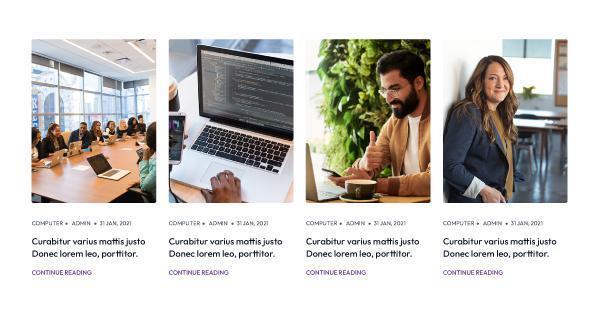 COMPUTER • ADMIN • 31 JAN, 2021
Curabitur varius mattis justo
Donec lorem leo, porttitor.
CONTINUE READING
COMPUTER • ADMIN • 31 JAN, 2021
Curabitur varius mattis justo
Donec lorem leo, porttitor.
CONTINUE READING
COMPUTER • ADMIN • 31 JAN, 2021
Curabitur varius mattis justo
Donec lorem leo, porttitor.
CONTINUE READING
COMPUTER • ADMIN • 31 JAN, 2021
Curabitur varius mattis justo
Donec lorem leo, porttitor.
CONTINUE READING